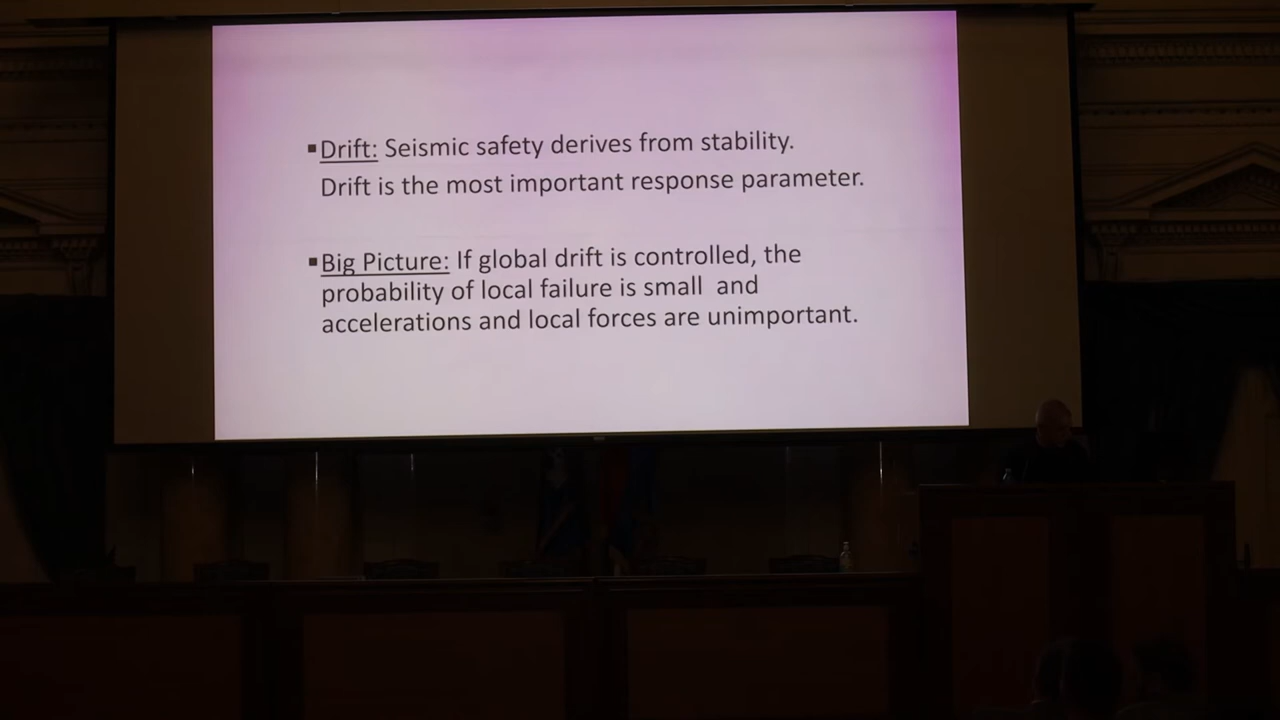 ▪Drift: Seismic safety derives from stability.
Drift is the most important response parameter.
▪Big Picture: If global drift is controlled, the
probability of local failure is small and
accelerations and local forces are unimportant.